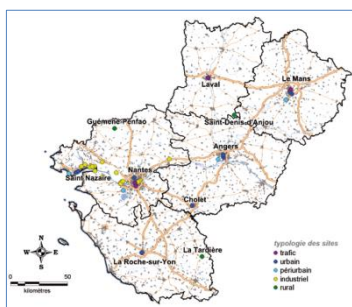 Laval
Le Mans
Guémené-Penfao
Saint-Denis-d'Anjou
Angers
Saint Nazaire
Nantes
Cholet
La Roche-sur-Yon
La Tardière
typologie des sites
trafic
urbain
périurbain
industriel
rural
N
W
E
S
0
50
kilomètres